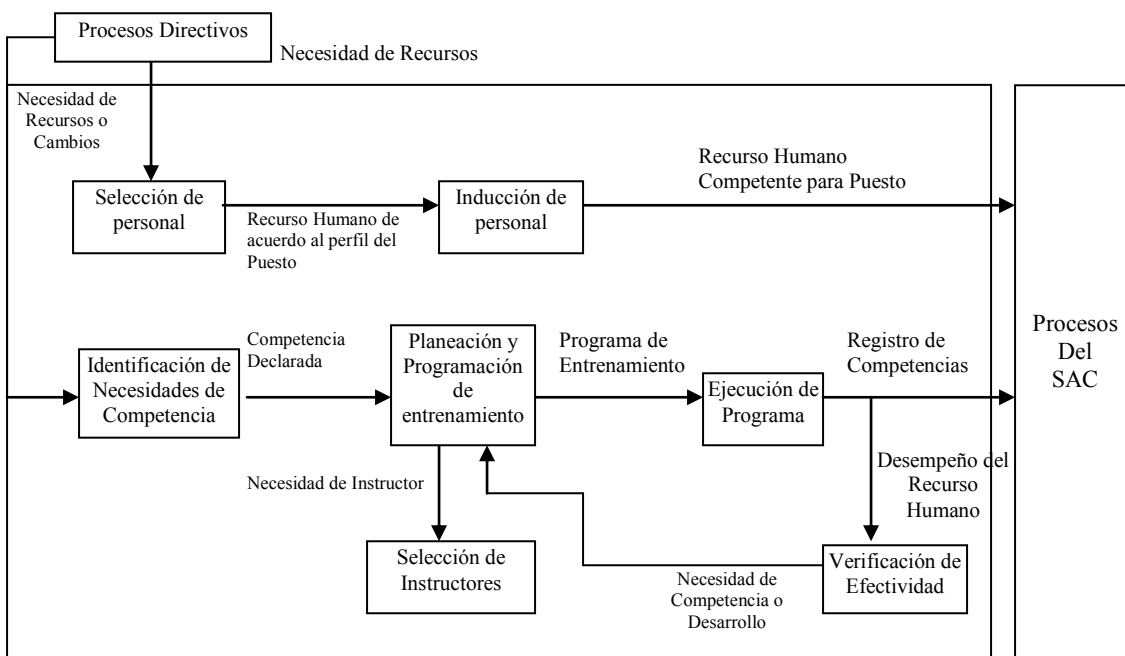 Procesos Directivos
Necesidad de Recursos
Necesidad de
Recursos o
Cambios
Selección de
personal
Recurso Humano de
acuerdo al perfil del
Puesto
Inducción de
personal
Recurso Humano
Competente para Puesto
Procesos
Del
SAC
Identificación de
Necesidades de
Competencia
Competencia
Declarada
Planeación y
Programación
de
entrenamiento
Programa de
Entrenamiento
Ejecución de
Programa
Registro de
Competencias
Necesidad de Instructor
Selección de
Instructores
Desempeño del
Recurso
Humano
Verificación de
Efectividad
Necesidad de
Competencia o
Desarrollo